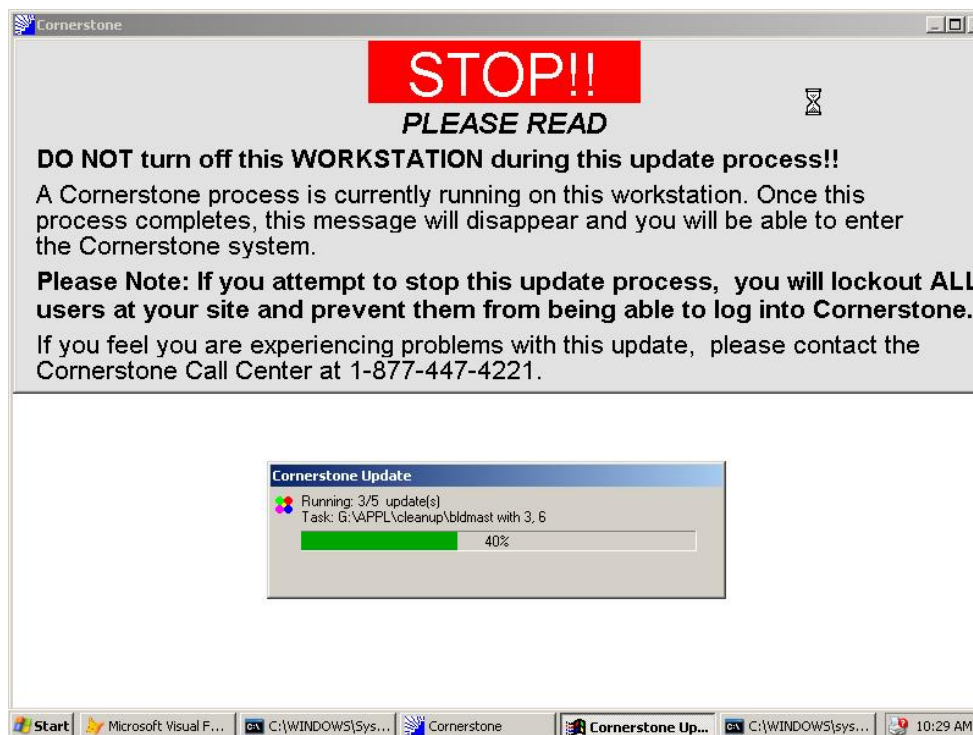 Cornerstone
STOP!!
PLEASE READ
DO NOT turn off this WORKSTATION during this update process!!
A Cornerstone process is currently running on this workstation. Once this
process completes, this message will disappear and you will be able to enter
the Cornerstone system.
Please Note: If you attempt to stop this update process, you will lockout ALL
users at your site and prevent them from being able to log into Cornerstone.
If you feel you are experiencing problems with this update, please contact the
Cornerstone Call Center at 1-877-447-4221.
Cornerstone Update
Running: 3/5 update(s)
Task: G:\APPL\cleanup\bldmast with 3, 6
40%
Start Microsoft Visual F... C:\WINDOWS\Sys... Cornerstone Cornerstone Up... C:\WINDOWS\sys... 10:29 AM